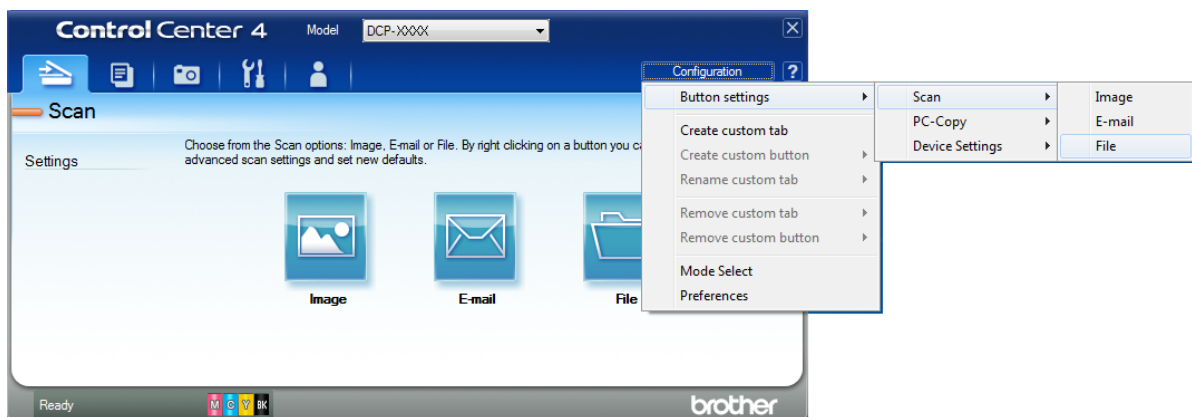 Control Center 4
Model
DCP-XXXX
Configuration
?
Scan
Settings
Choose from the Scan options: Image, E-mail or File. By right clicking on a button you
advanced scan settings and set new defaults.
Image
E-mail
File
Button settings
Create custom tab
Create custom button
Rename custom tab
Remove custom tab
Remove custom button
Mode Select
Preferences
Scan
PC-Copy
Device Settings
Image
E-mail
File
Ready
M C Y BK
brother